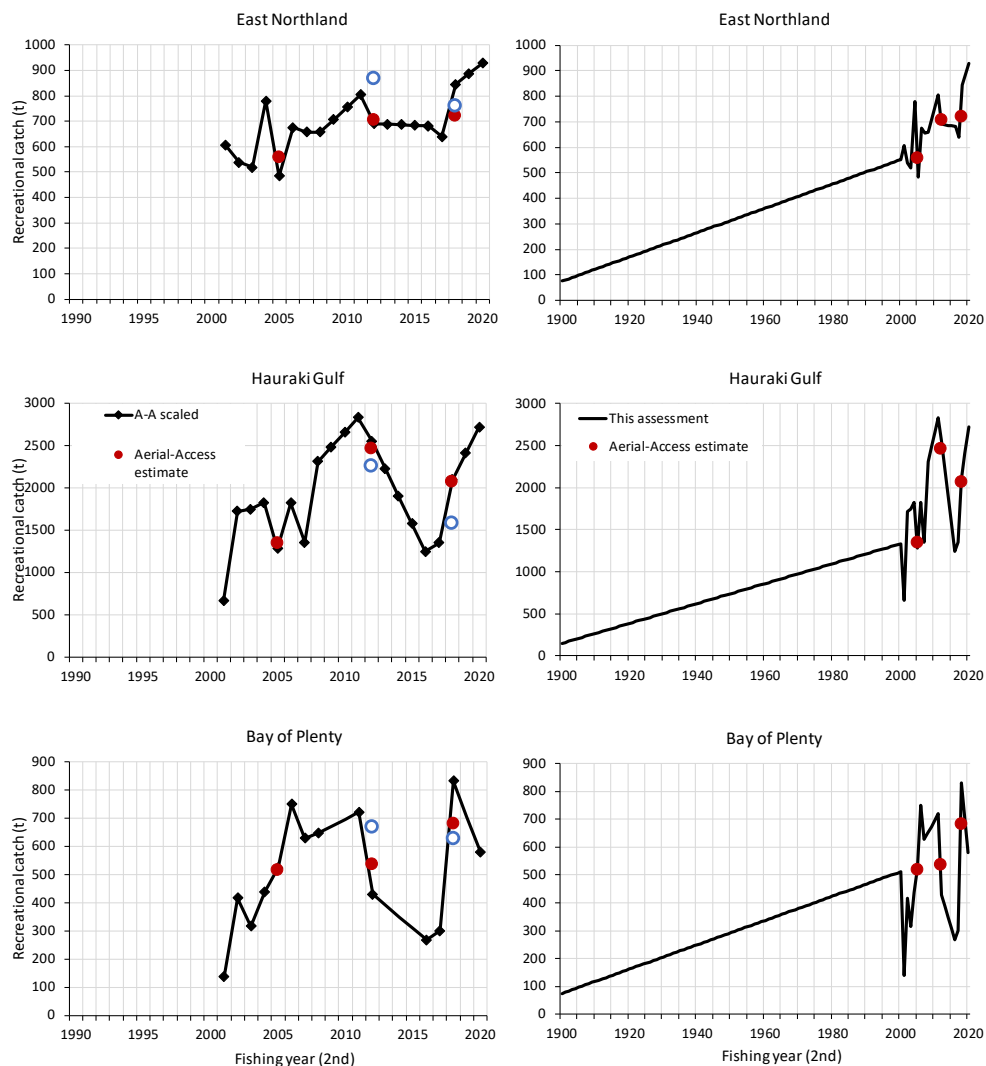 East Northland
Recreational catch (t)
1000
900
800
700
600
500
400
300
200
100
0
1990 1995 2000 2005 2010 2015 2020
East Northland
1000
900
800
700
600
500
400
300
200
100
0
1900 1920 1940 1960 1980 2000 2020
Hauraki Gulf
Recreational catch (t)
3000
2500
2000
1500
1000
500
0
A-A scaled
Aerial-Access
estimate
1990 1995 2000 2005 2010 2015 2020
Hauraki Gulf
3000
2500
2000
1500
1000
500
0
This assessment
Aerial-Access estimate
1900 1920 1940 1960 1980 2000 2020
Bay of Plenty
Recreational catch (t)
900
800
700
600
500
400
300
200
100
0
1990 1995 2000 2005 2010 2015 2020
Fishing year (2nd)
Bay of Plenty
900
800
700
600
500
400
300
200
100
0
1900 1920 1940 1960 1980 2000 2020
Fishing year (2nd)